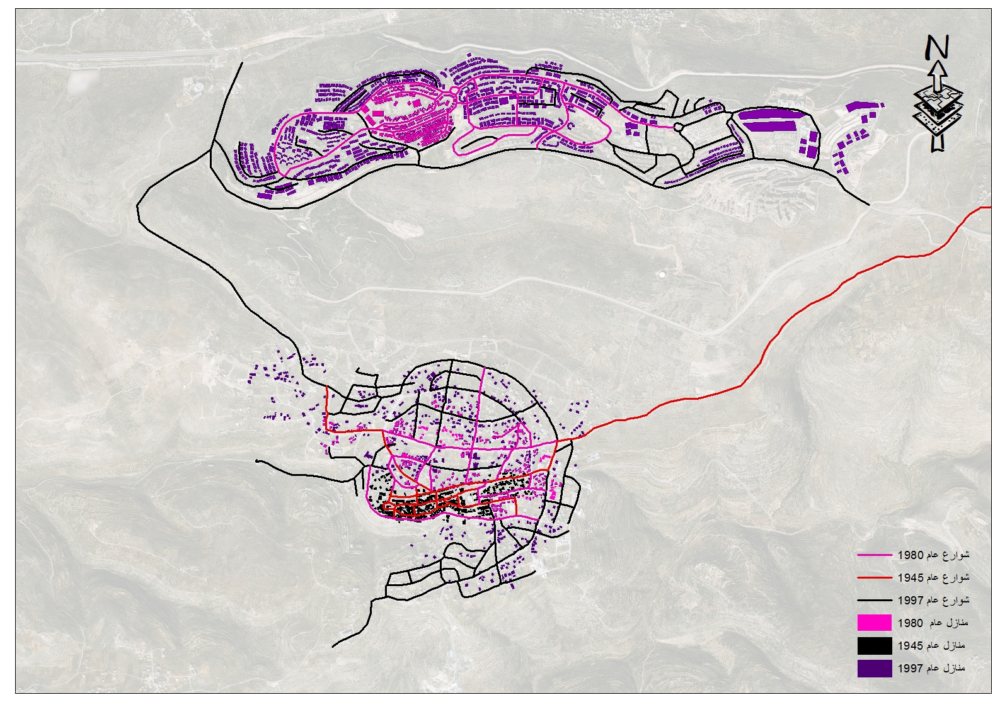 N
شوارع عام 1980
شوارع عام 1945
شوارع عام 1997
منازل عام 1980
منازل عام 1945
منازل عام 1997